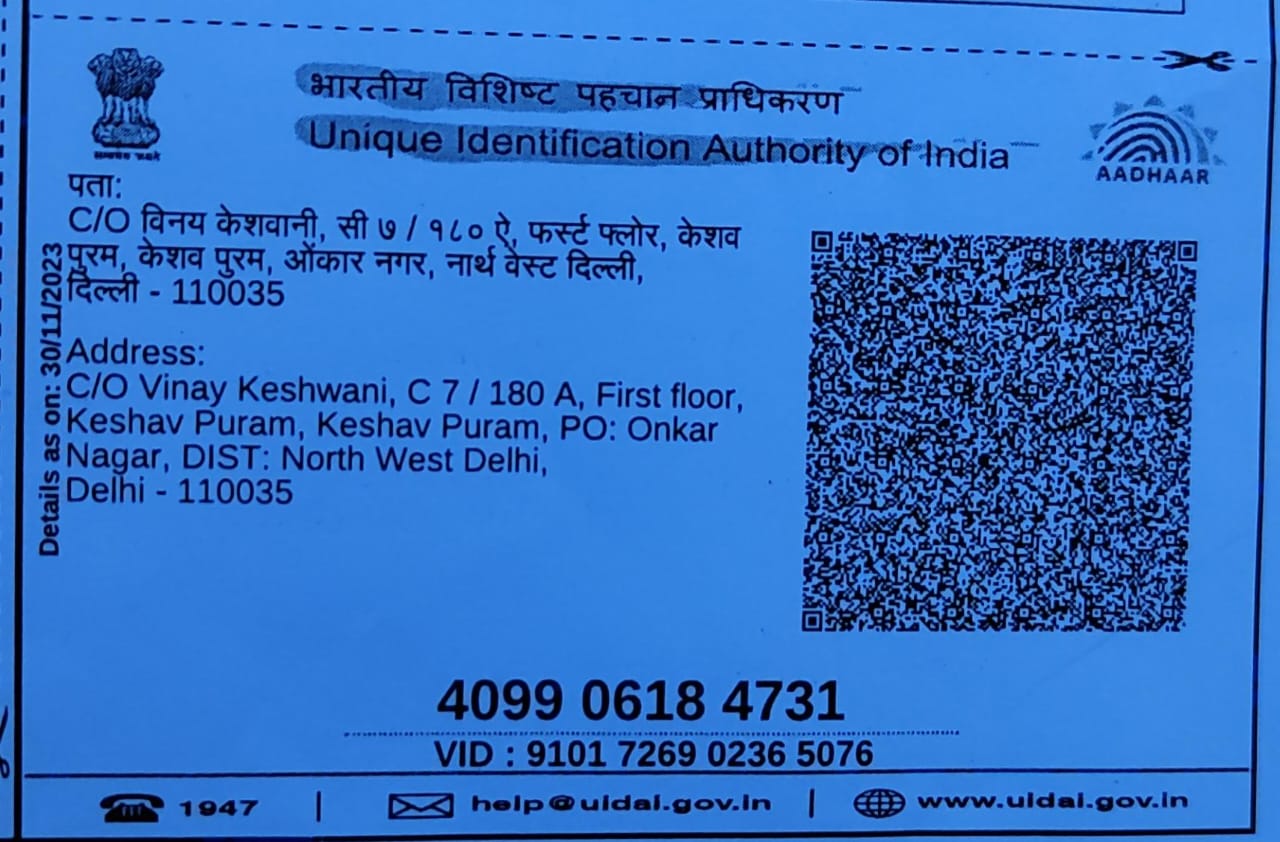 भारतीय विशिष्ट पहचान प्राधिकरण
Unique Identification Authority of India
AADHAAR
पता:
C/O विनय केशवानी, सी ७ / १८० ऐ, फर्स्ट फ्लोर, केशव
पुरम, केशव पुरम, ओंकार नगर, नार्थ वेस्ट दिल्ली,
दिल्ली - 110035
Address:
C/O Vinay Keshwani, C 7 / 180 A, First floor,
Keshav Puram, Keshav Puram, PO: Onkar
Nagar, DIST: North West Delhi,
Delhi - 110035
Details as on: 30/11/2023
4099 0618 4731
VID : 9101 7269 0236 5076
1947 | help@uidai.gov.in | www.uidai.gov.in